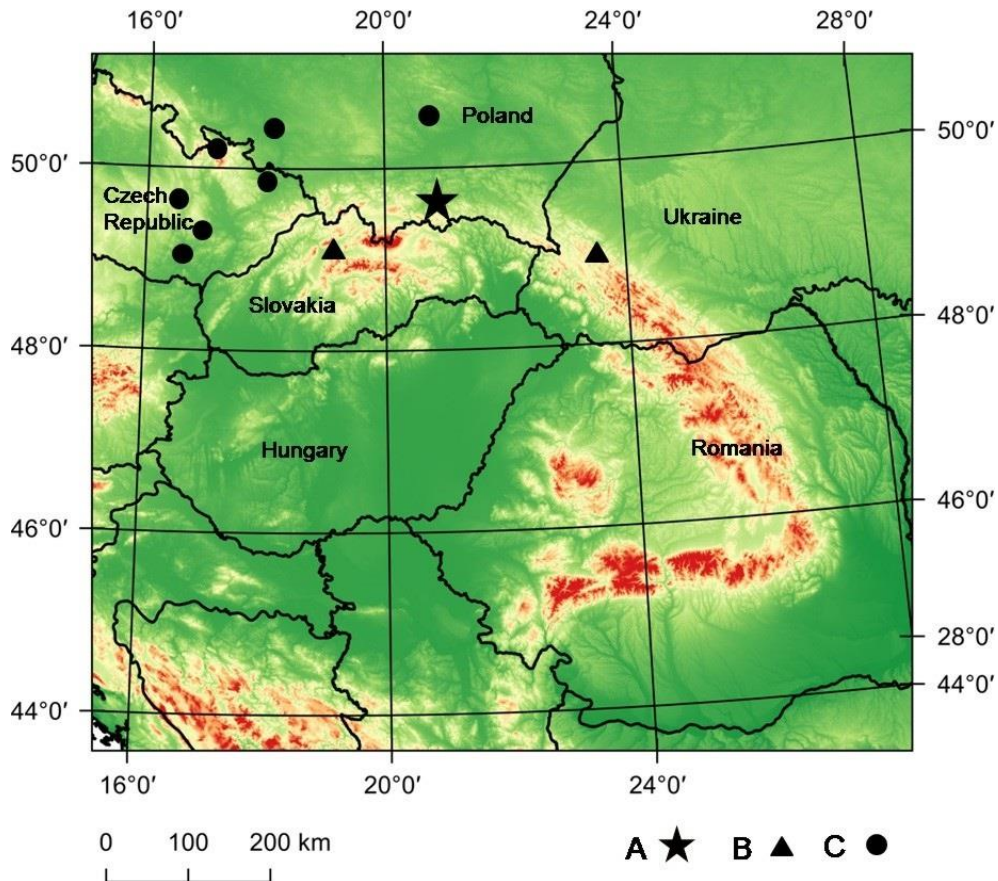 16°0′ 20°0′ 24°0′ 28°0′
Poland
50°0′
50°0′
Czech
Republic
Ukraine
Slovakia
48°0′
48°0′
Hungary
Romania
46°0′
46°0′
28°0′
44°0′
44°0′
16°0′ 20°0′ 24°0′
0 100 200 km
A B C